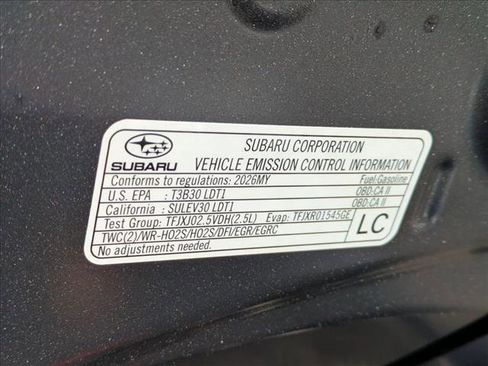 SUBARU
SUBARU CORPORATION
VEHICLE EMISSION CONTROL INFORMATION
Conforms to regulations: 2026MY Fuel:Gasoline
U.S. EPA : T3B30 LDT1 OBD:CA II
California : SULEV30 LDT1 OBD:CA II
Test Group: TFJXJ02.5VDH(2.5L) Evap: TFJXR01545GE
TWC(2)/WR-HO2S/HO2S/DFI/EGR/EGRC
No adjustments needed.
LC